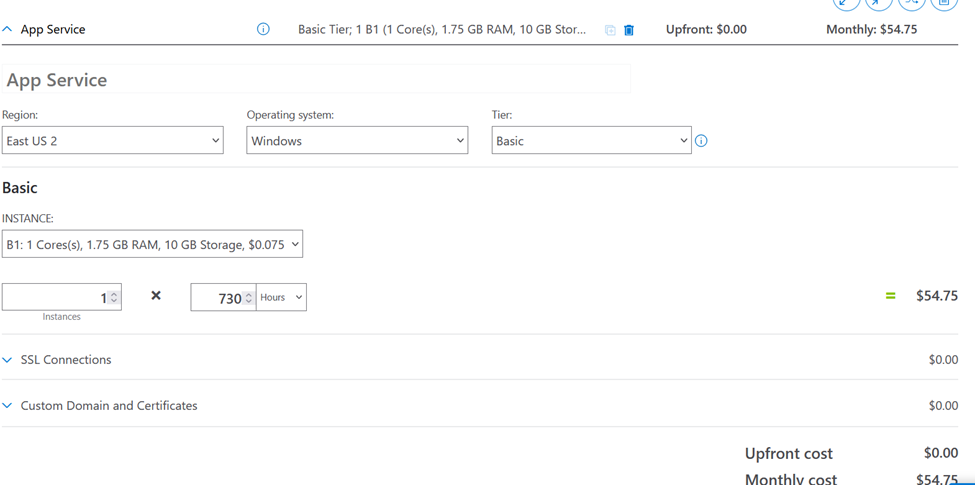 App Service
Basic Tier; 1 B1 (1 Core(s), 1.75 GB RAM, 10 GB Stor...
Upfront: $0.00
Monthly: $54.75
App Service
Region:
Operating system:
Tier:
East US 2
Windows
Basic
Basic
INSTANCE:
B1: 1 Cores(s), 1.75 GB RAM, 10 GB Storage, $0.075
1
730
Hours
= $54.75
Instances
SSL Connections
$0.00
Custom Domain and Certificates
$0.00
Upfront cost
$0.00
Monthly cost
$54.75